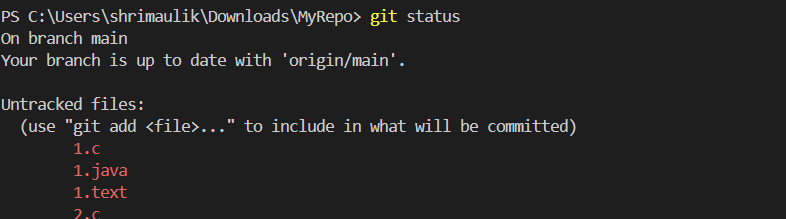 PS C:\Users\shrimaulik\Downloads\MyRepo> git status
On branch main
Your branch is up to date with 'origin/main'.
Untracked files:
(use "git add <file>..." to include in what will be committed)
1.c
1.java
1.text
2.c